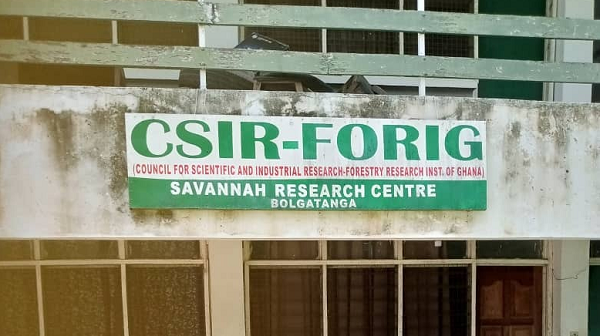 CSIR-FORIG
(COUNCIL FOR SCIENTIFIC AND INDUSTRIAL RESEARCH-FORESTRY RESEARCH INST. OF GHANA)
SAVANNAH RESEARCH CENTRE
BOLGATANGA